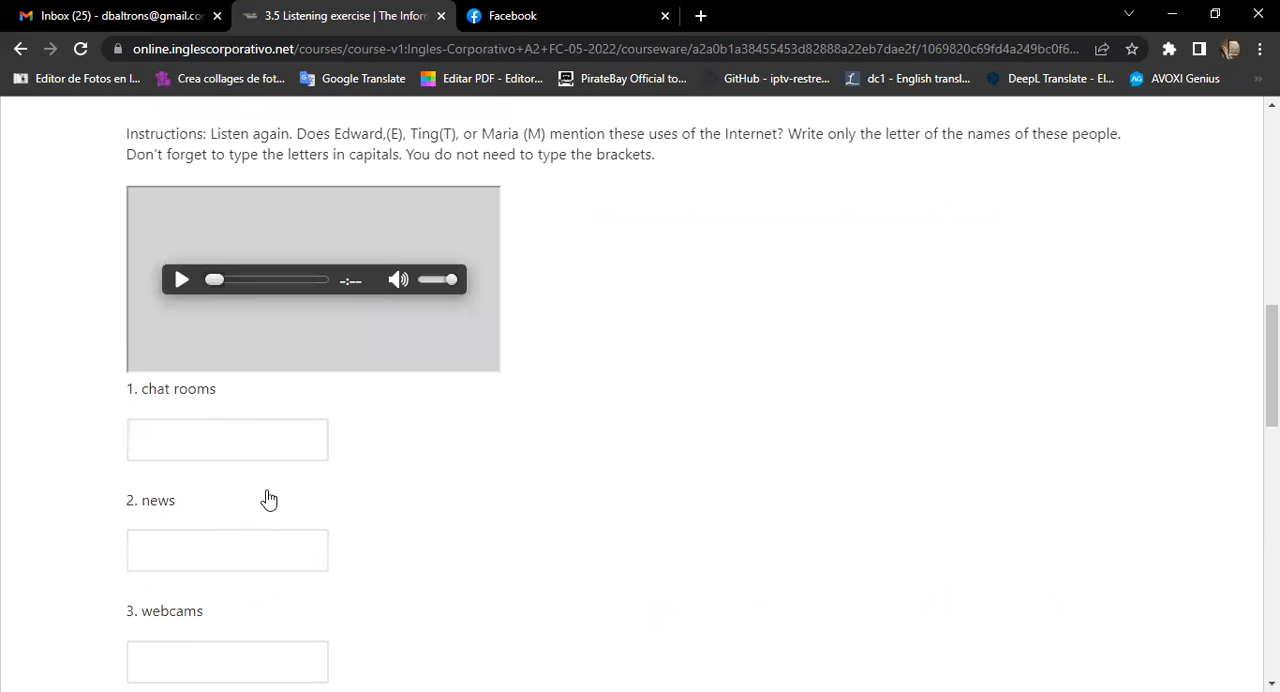 Inbox (25) - dbaltrons@gmail.co
3.5 Listening exercise | The Infor
Facebook
online.inglescorporativo.net/courses/course-v1:Ingles-Corporativo+A2+FC-05-2022/courseware/a2a0b1a38455453d82888a22eb7dae2f/1069820c69fd4a249bc0f6...
Editor de Fotos en l...
Crea collages de fot...
Google Translate
Editar PDF - Editor...
PirateBay Official to...
GitHub - iptv-restre...
dc1 - English transl...
DeepL Translate - El...
AVOXI Genius
Instructions: Listen again. Does Edward,(E), Ting(T), or Maria (M) mention these uses of the Internet? Write only the letter of the names of these people.
Don't forget to type the letters in capitals. You do not need to type the brackets.
-:--
1. chat rooms
2. news
3. webcams